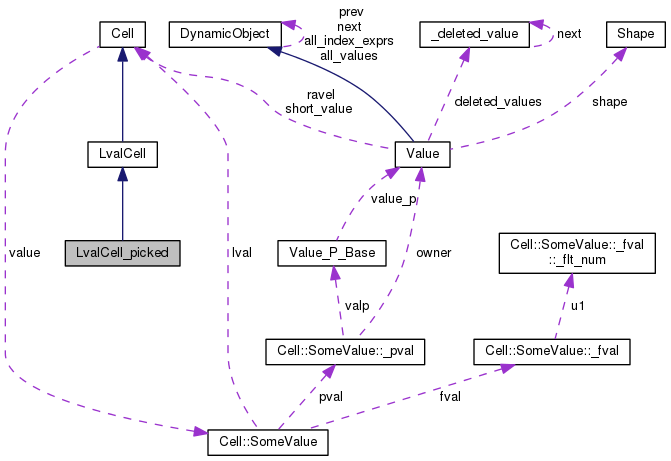 Cell
DynamicObject
prev
next
all_index_exprs
all_values
_deleted_value
next
Shape
ravel
short_value
deleted_values
shape
LvalCell
Value
value_p
LvalCell_picked
value
lval
Value_P_Base
owner
Cell::SomeValue::_fval
::_flt_num
valp
u1
Cell::SomeValue::_pval
Cell::SomeValue::_fval
pval
fval
Cell::SomeValue